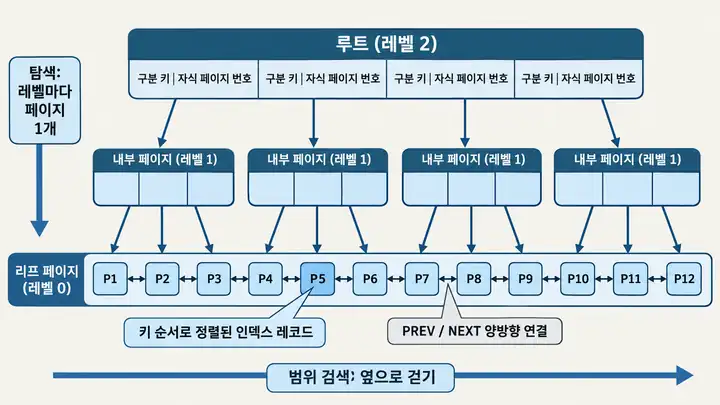 루트 (레벨 2)
구분 키 | 자식 페이지 번호
구분 키 | 자식 페이지 번호
구분 키 | 자식 페이지 번호
구분 키 | 자식 페이지 번호
탐색:
레벨마다
페이지
1개
내부 페이지 (레벨 1)
내부 페이지 (레벨 1)
내부 페이지 (레벨 1)
내부 페이지 (레벨 1)
리프 페이지
(레벨 0)
P1
P2
P3
P4
P5
P6
P7
P8
P9
P10
P11
P12
키 순서로 정렬된 인덱스 레코드
PREV / NEXT 양방향 연결
범위 검색: 옆으로 걷기